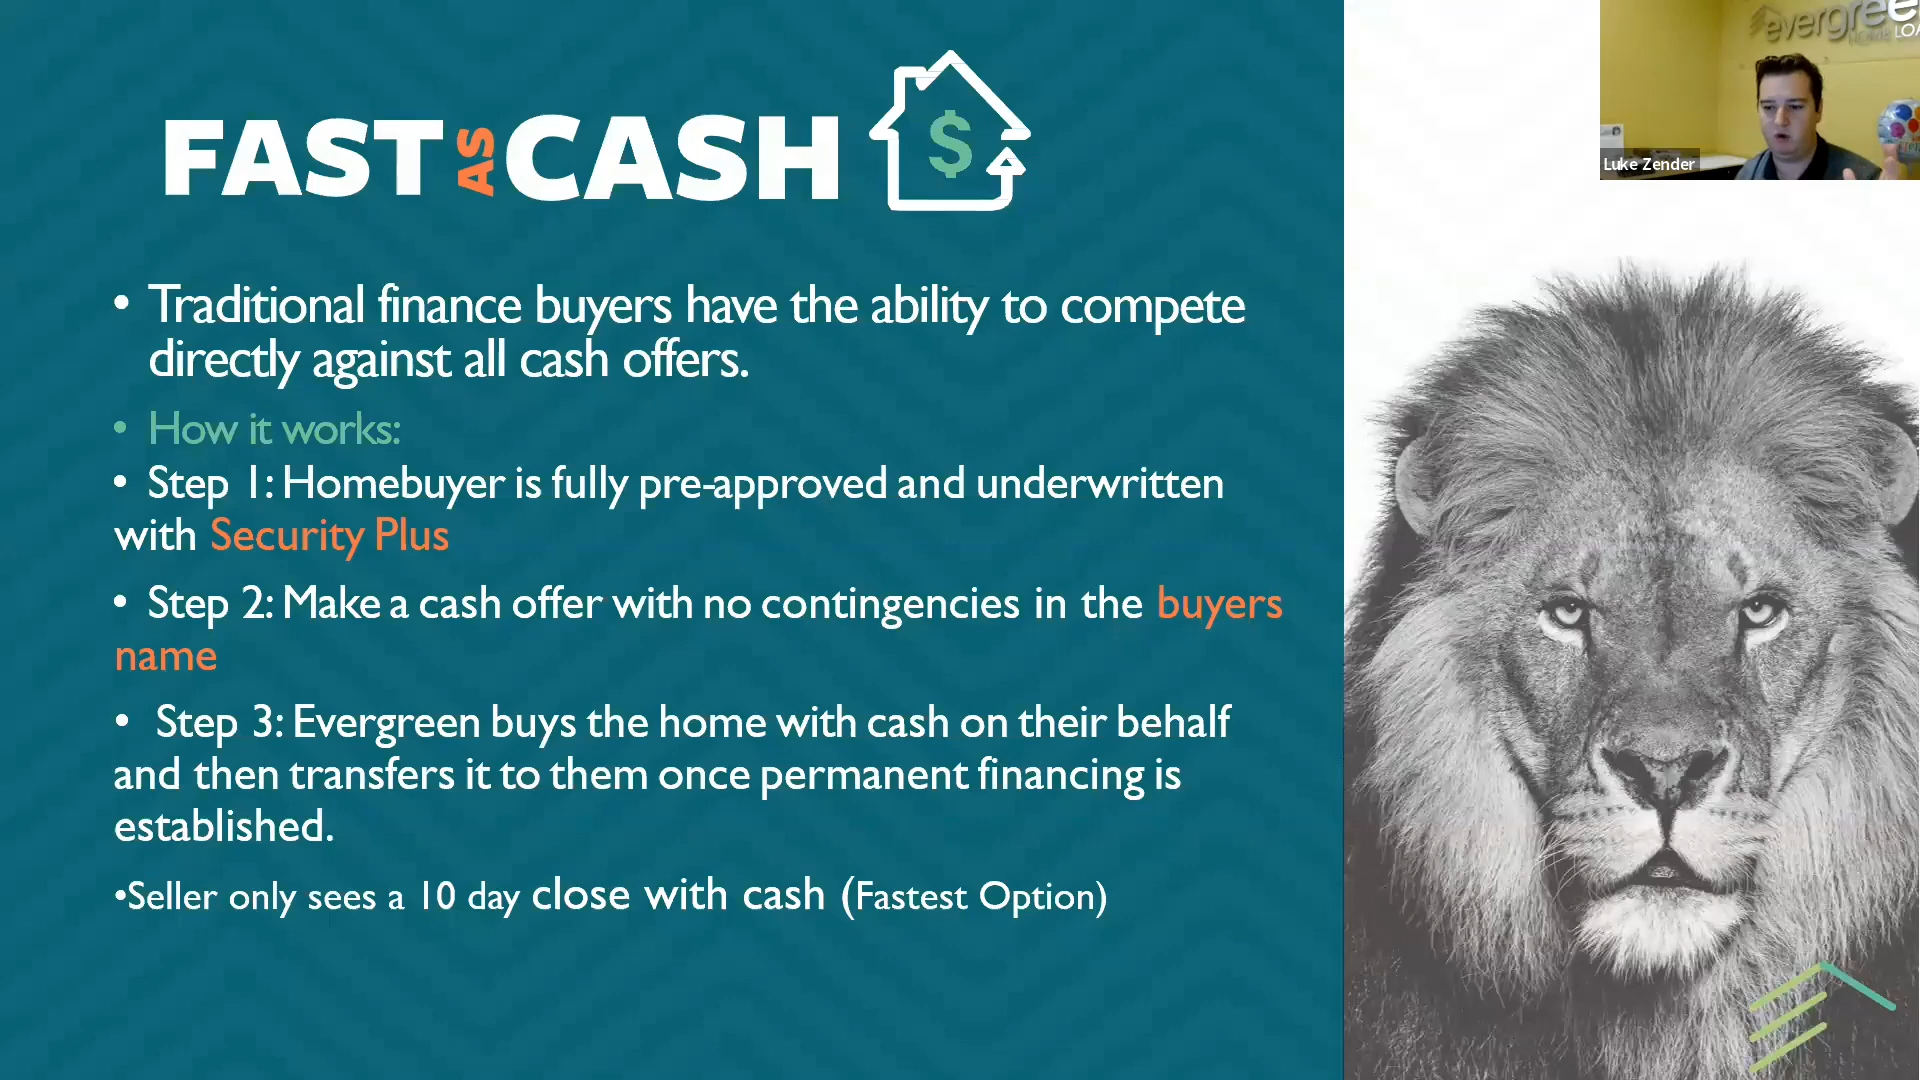 FAST AS CASH
$
• Traditional finance buyers have the ability to compete
directly against all cash offers.
• How it works:
• Step 1: Homebuyer is fully pre-approved and underwritten
with Security Plus
• Step 2: Make a cash offer with no contingencies in the buyers
name
• Step 3: Evergreen buys the home with cash on their behalf
and then transfers it to them once permanent financing is
established.
•Seller only sees a 10 day close with cash (Fastest Option)
evergree
HOME LOA
Luke Zender